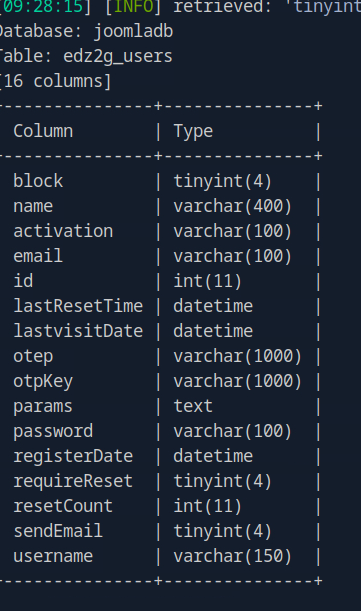 [09:28:15] [INFO] retrieved: 'tinyint
Database: joomladb
Table: edz2g_users
[16 columns]
+---------------+---------------+
| Column | Type |
+---------------+---------------+
| block | tinyint(4) |
| name | varchar(400) |
| activation | varchar(100) |
| email | varchar(100) |
| id | int(11) |
| lastResetTime | datetime |
| lastvisitDate | datetime |
| otep | varchar(1000) |
| otpKey | varchar(1000) |
| params | text |
| password | varchar(100) |
| registerDate | datetime |
| requireReset | tinyint(4) |
| resetCount | int(11) |
| sendEmail | tinyint(4) |
| username | varchar(150) |
+---------------+---------------+